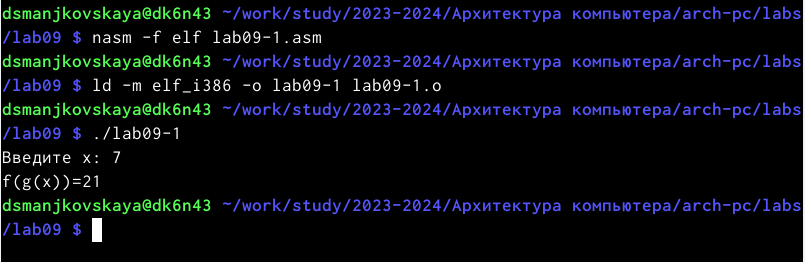 dsmanjkovskaya@dk6n43 ~/work/study/2023-2024/Архитектура компьютера/arch-pc/labs
/lab09 $ nasm -f elf lab09-1.asm
dsmanjkovskaya@dk6n43 ~/work/study/2023-2024/Архитектура компьютера/arch-pc/labs
/lab09 $ ld -m elf_i386 -o lab09-1 lab09-1.o
dsmanjkovskaya@dk6n43 ~/work/study/2023-2024/Архитектура компьютера/arch-pc/labs
/lab09 $ ./lab09-1
Введите x: 7
f(g(x))=21
dsmanjkovskaya@dk6n43 ~/work/study/2023-2024/Архитектура компьютера/arch-pc/labs
/lab09 $